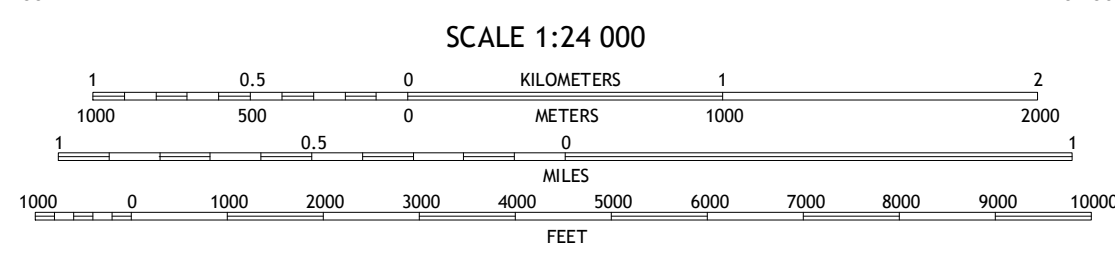 SCALE 1:24 000
1 0.5 0 KILOMETERS 1 2
1000 500 0 METERS 1000 2000
1 0.5 0 1
MILES
1000 0 1000 2000 3000 4000 5000 6000 7000 8000 9000 10000
FEET